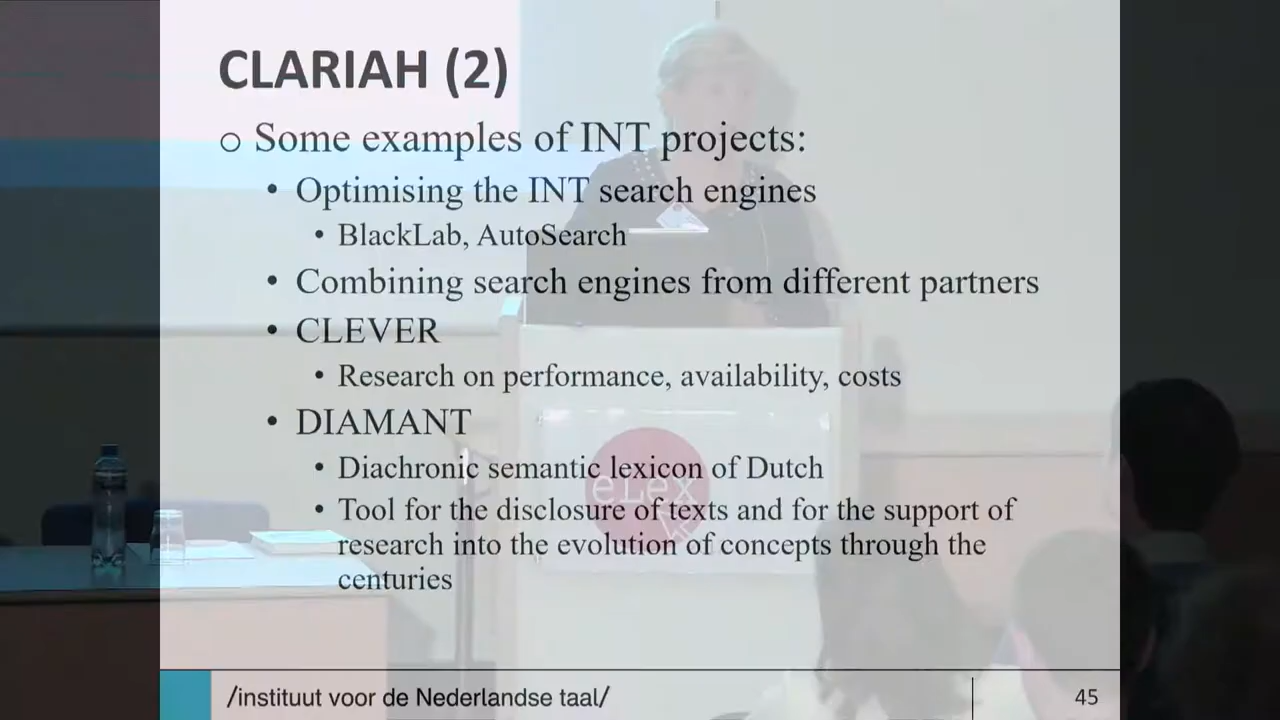 CLARIAH (2)
o Some examples of INT projects:
• Optimising the INT search engines
• BlackLab, AutoSearch
• Combining search engines from different partners
• CLEVER
• Research on performance, availability, costs
• DIAMANT
• Diachronic semantic lexicon of Dutch
• Tool for the disclosure of texts and for the support of
research into the evolution of concepts through the
centuries
eLex
/instituut voor de Nederlandse taal/
45